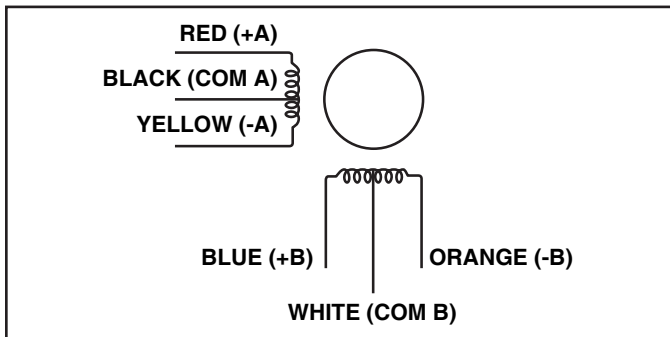 RED (+A)
BLACK (COM A)
YELLOW (-A)
BLUE (+B)
ORANGE (-B)
WHITE (COM B)